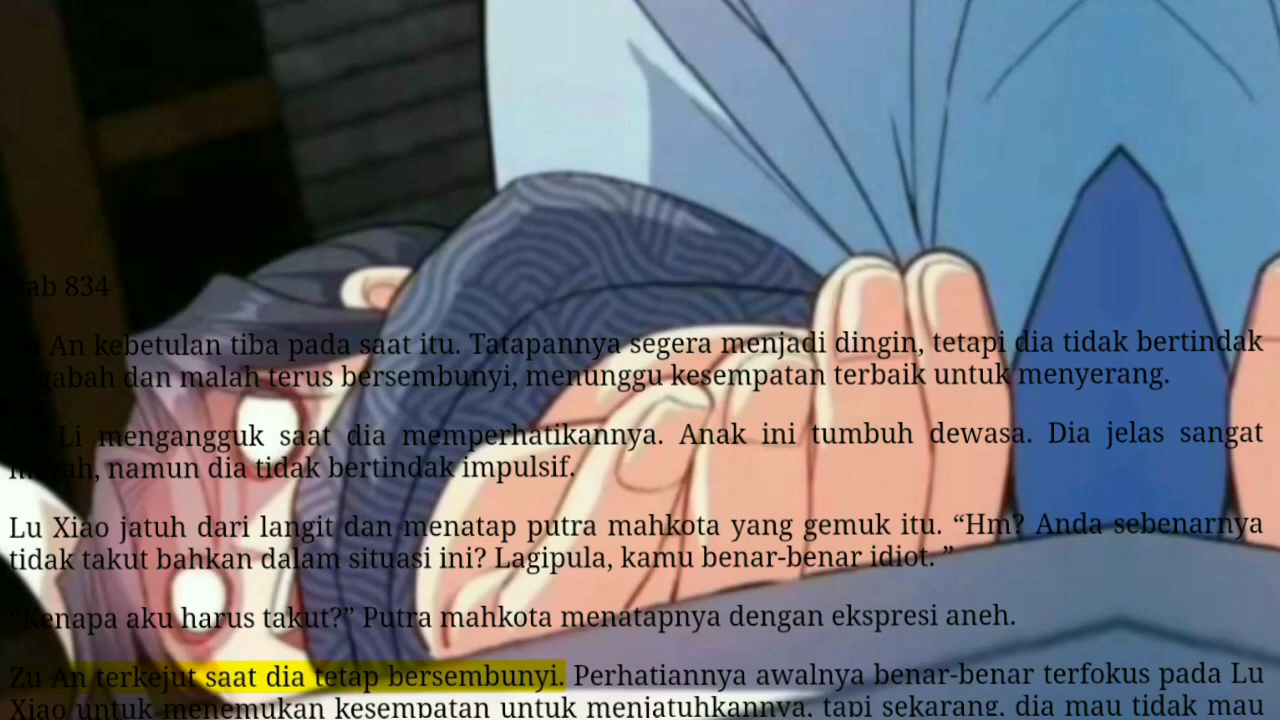 Bab 834
Zu An kebetulan tiba pada saat itu. Tatapannya segera menjadi dingin, tetapi dia tidak bertindak
gegabah dan malah terus bersembunyi, menunggu kesempatan terbaik untuk menyerang.
Li mengangguk saat dia memperhatikannya. Anak ini tumbuh dewasa. Dia jelas sangat
marah, namun dia tidak bertindak impulsif.
Lu Xiao jatuh dari langit dan menatap putra mahkota yang gemuk itu. “Hm? Anda sebenarnya
tidak takut bahkan dalam situasi ini? Lagipula, kamu benar-benar idiot. ”
“Kenapa aku harus takut?” Putra mahkota menatapnya dengan ekspresi aneh.
Zu An terkejut saat dia tetap bersembunyi. Perhatiannya awalnya benar-benar terfokus pada Lu
Xiao untuk menemukan kesempatan untuk menjatuhkannya, tapi sekarang, dia mau tidak mau